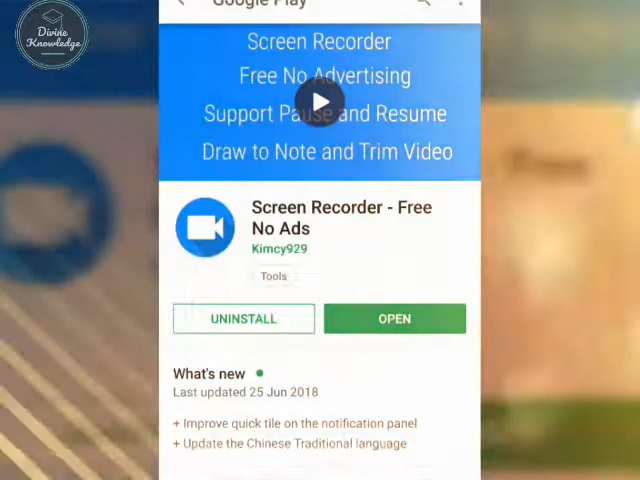 Divine
Knowledge
Google Play
Screen Recorder
Free No Advertising
Support Pause and Resume
Draw to Note and Trim Video
Screen Recorder - Free
No Ads
Kimcy929
Tools
UNINSTALL
OPEN
What's new
Last updated 25 Jun 2018
+ Improve quick tile on the notification panel
+ Update the Chinese Traditional language